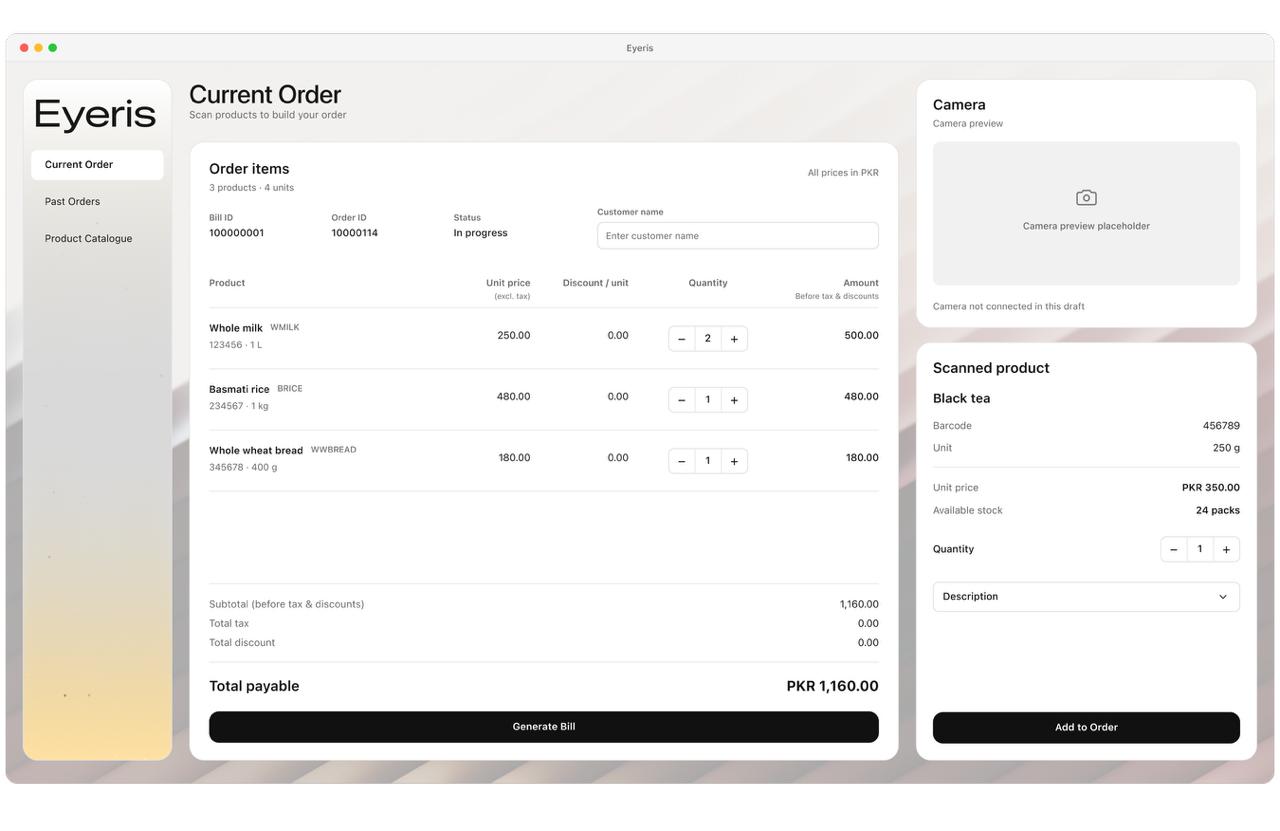 Eyeris
Eyeris
Current Order
Past Orders
Product Catalogue
Current Order
Scan products to build your order
Order items
All prices in PKR
3 products · 4 units
Bill ID Order ID Status Customer name
100000001 10000114 In progress Enter customer name
Product Unit price Discount / unit Quantity Amount
(excl. tax) Before tax & discounts
Whole milk WMILK 250.00 0.00 − 2 + 500.00
123456 · 1 L
Basmati rice BRICE 480.00 0.00 − 1 + 480.00
234567 · 1 kg
Whole wheat bread WWBREAD 180.00 0.00 − 1 + 180.00
345678 · 400 g
Subtotal (before tax & discounts) 1,160.00
Total tax 0.00
Total discount 0.00
Total payable PKR 1,160.00
Generate Bill
Camera
Camera preview
Camera preview placeholder
Camera not connected in this draft
Scanned product
Black tea
Barcode 456789
Unit 250 g
Unit price PKR 350.00
Available stock 24 packs
Quantity − 1 +
Description
Add to Order